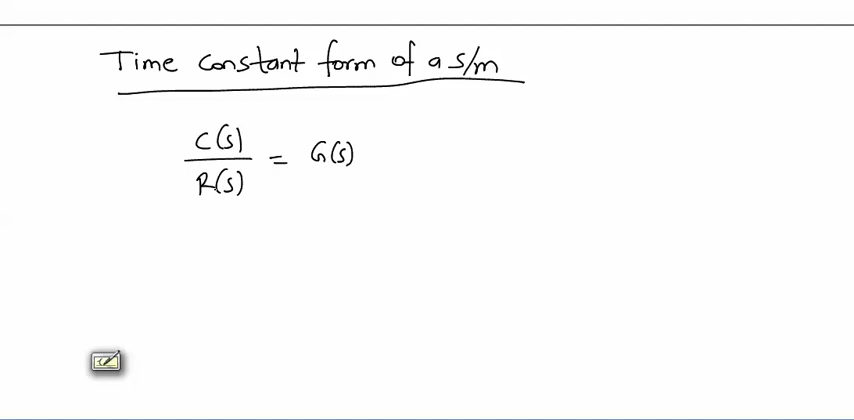 Time constant form of a s/m
C(s)
R(s)
= G(s)